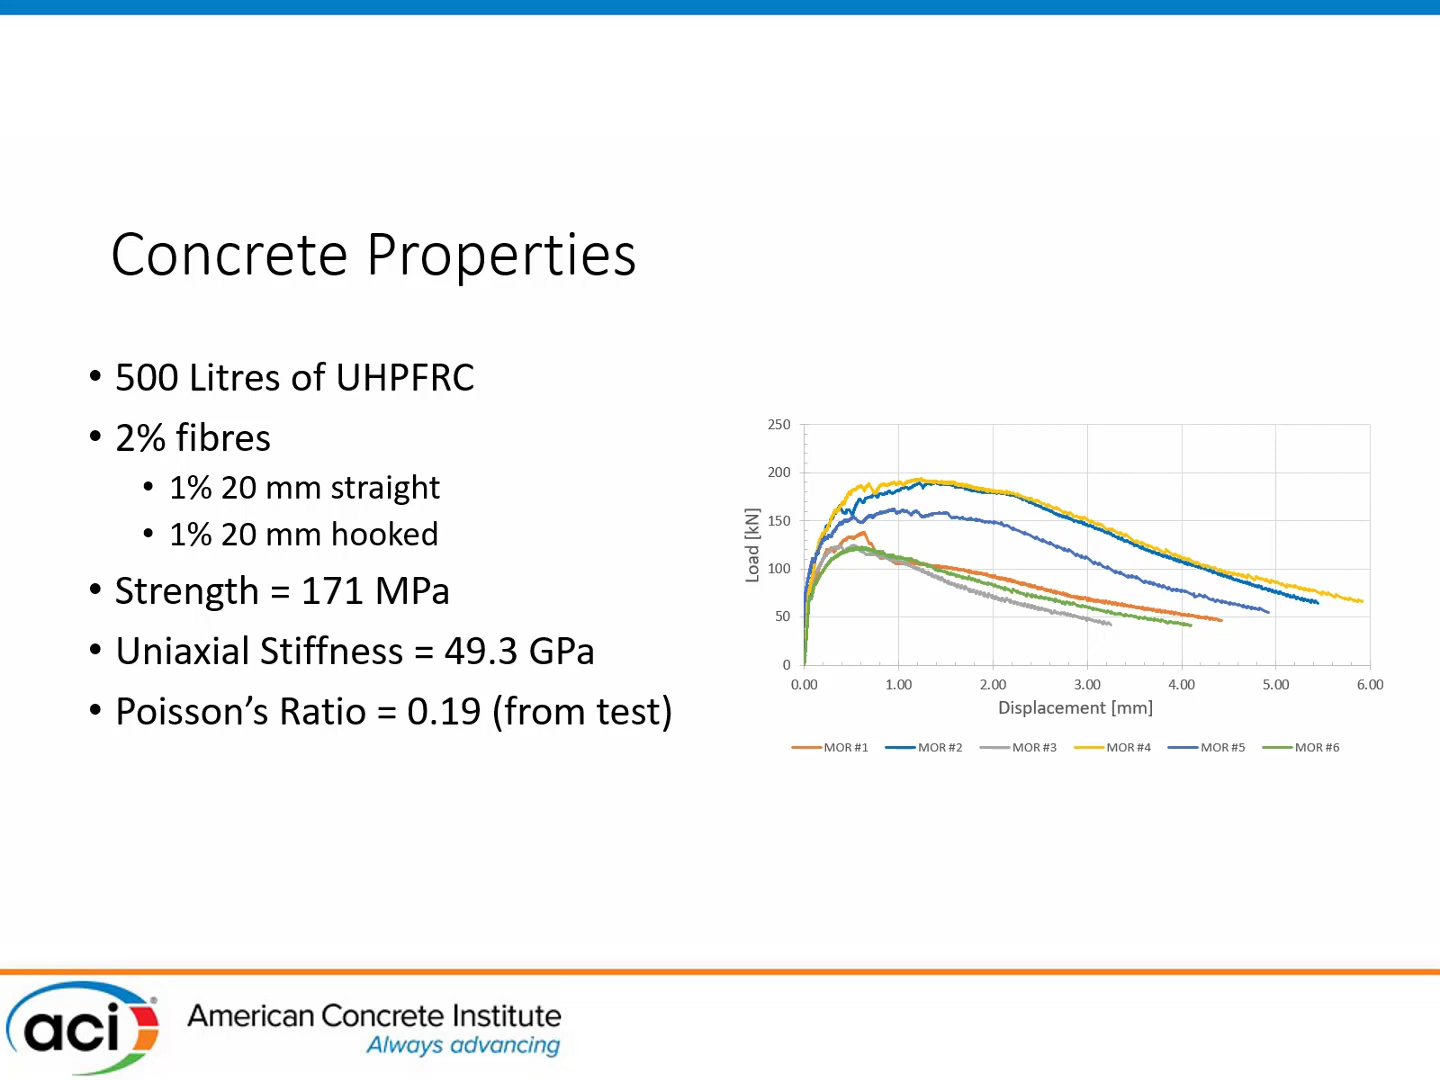 Concrete Properties
• 500 Litres of UHPFRC
• 2% fibres
• 1% 20 mm straight
• 1% 20 mm hooked
• Strength = 171 MPa
• Uniaxial Stiffness = 49.3 GPa
• Poisson’s Ratio = 0.19 (from test)
Load [kN]
250
200
150
100
50
0
0.00 1.00 2.00 3.00 4.00 5.00 6.00
Displacement [mm]
MOR #1 MOR #2 MOR #3 MOR #4 MOR #5 MOR #6
aci®
American Concrete Institute
Always advancing